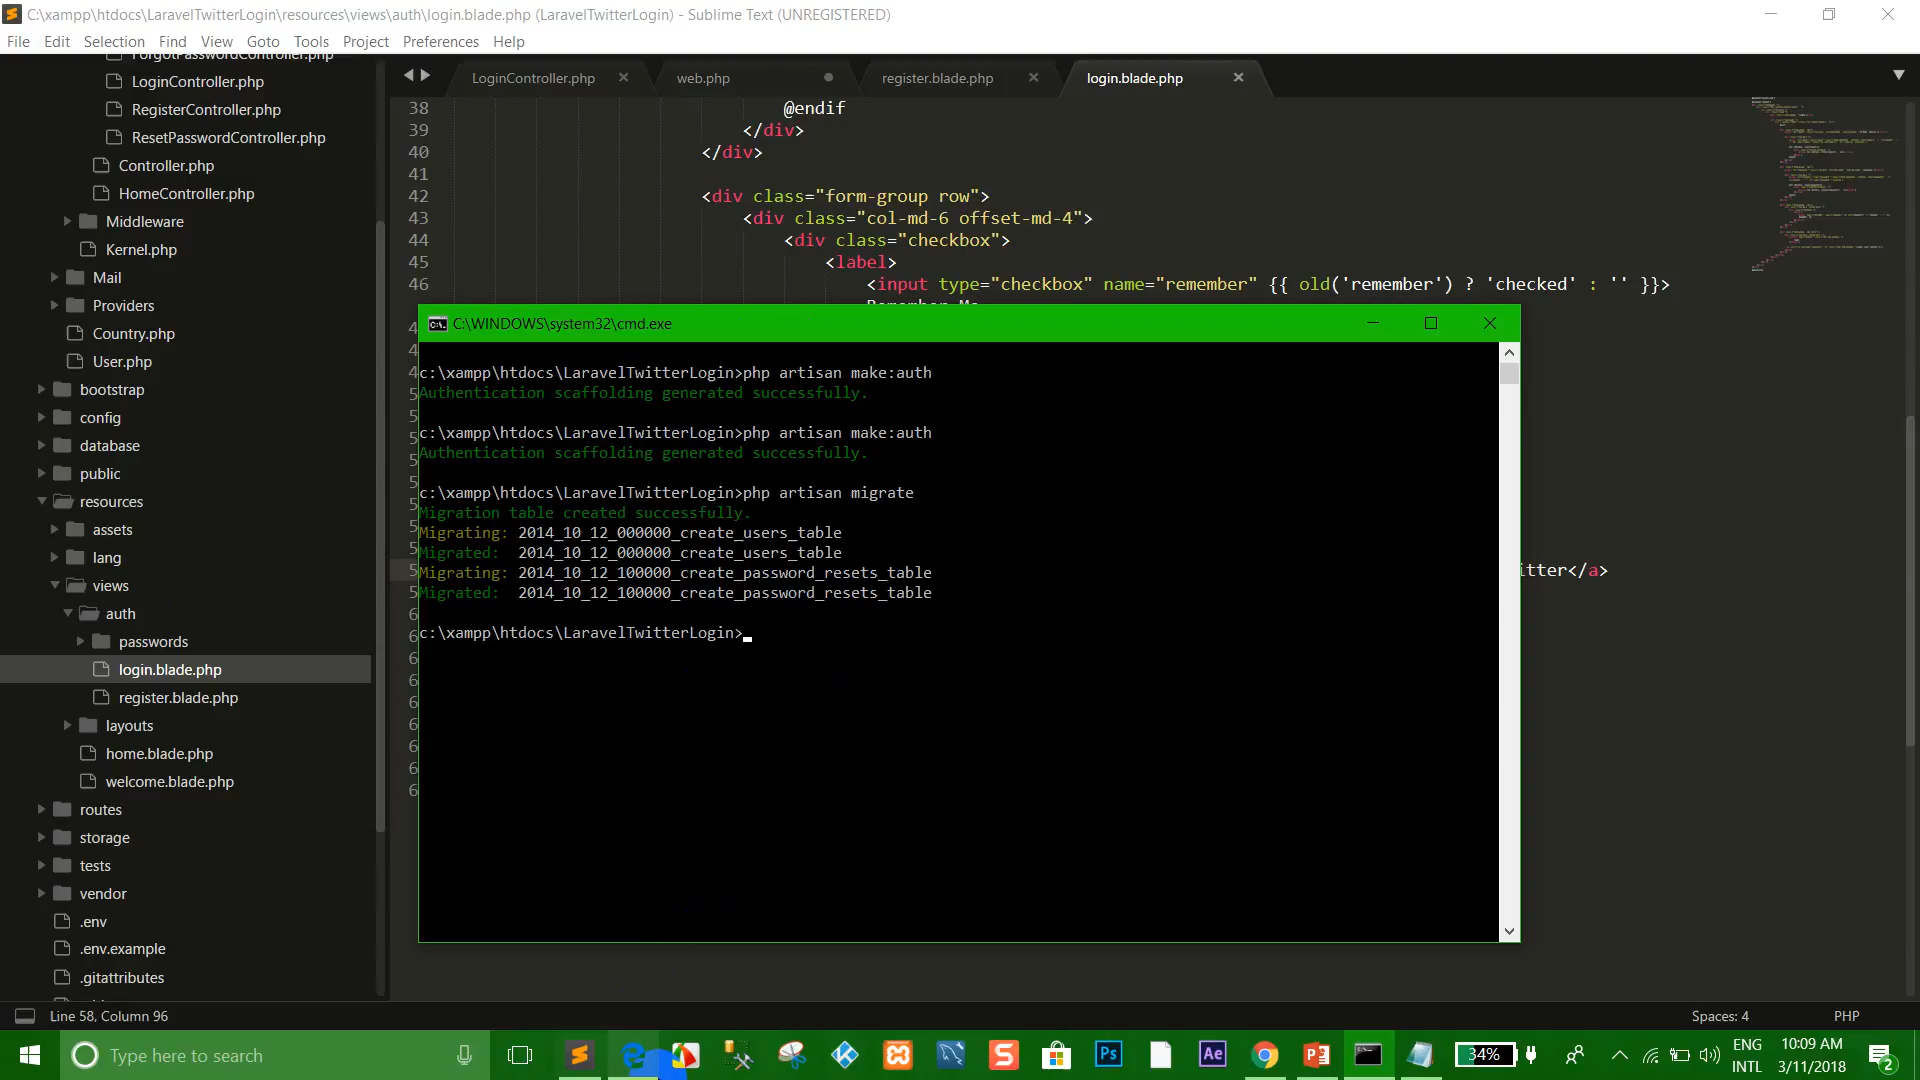 C:\xampp\htdocs\LaravelTwitterLogin\resources\views\auth\login.blade.php (LaravelTwitterLogin) - Sublime Text (UNREGISTERED)
File Edit Selection Find View Goto Tools Project Preferences Help
ForgotPasswordController.php
LoginController.php
RegisterController.php
ResetPasswordController.php
Controller.php
HomeController.php
Middleware
Kernel.php
Mail
Providers
Country.php
User.php
bootstrap
config
database
public
resources
assets
lang
views
auth
passwords
login.blade.php
register.blade.php
layouts
home.blade.php
welcome.blade.php
routes
storage
tests
vendor
.env
.env.example
.gitattributes
LoginController.php web.php register.blade.php login.blade.php
38 @endif
39 </div>
40 </div>
41
42 <div class="form-group row">
43 <div class="col-md-6 offset-md-4">
44 <div class="checkbox">
45 <label>
46 <input type="checkbox" name="remember" {{ old('remember') ? 'checked' : '' }}>
Remember Me
itter</a>
C:\WINDOWS\system32\cmd.exe
c:\xampp\htdocs\LaravelTwitterLogin>php artisan make:auth
Authentication scaffolding generated successfully.
c:\xampp\htdocs\LaravelTwitterLogin>php artisan make:auth
Authentication scaffolding generated successfully.
c:\xampp\htdocs\LaravelTwitterLogin>php artisan migrate
Migration table created successfully.
Migrating: 2014_10_12_000000_create_users_table
Migrated: 2014_10_12_000000_create_users_table
Migrating: 2014_10_12_100000_create_password_resets_table
Migrated: 2014_10_12_100000_create_password_resets_table
c:\xampp\htdocs\LaravelTwitterLogin>
Line 58, Column 96 Spaces: 4 PHP
Type here to search
34%
ENG
INTL
10:09 AM
3/11/2018
2